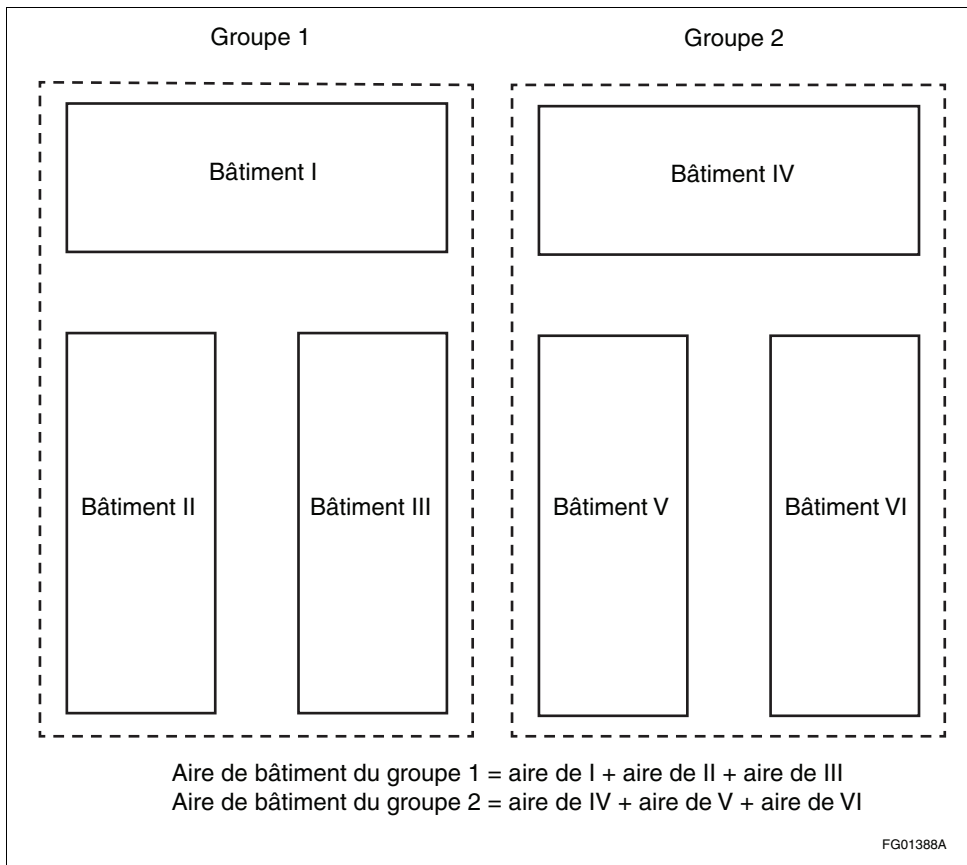 Groupe 1
Groupe 2
Bâtiment I
Bâtiment IV
Bâtiment II
Bâtiment III
Bâtiment V
Bâtiment VI
Aire de bâtiment du groupe 1 = aire de I + aire de II + aire de III
Aire de bâtiment du groupe 2 = aire de IV + aire de V + aire de VI
FG01388A